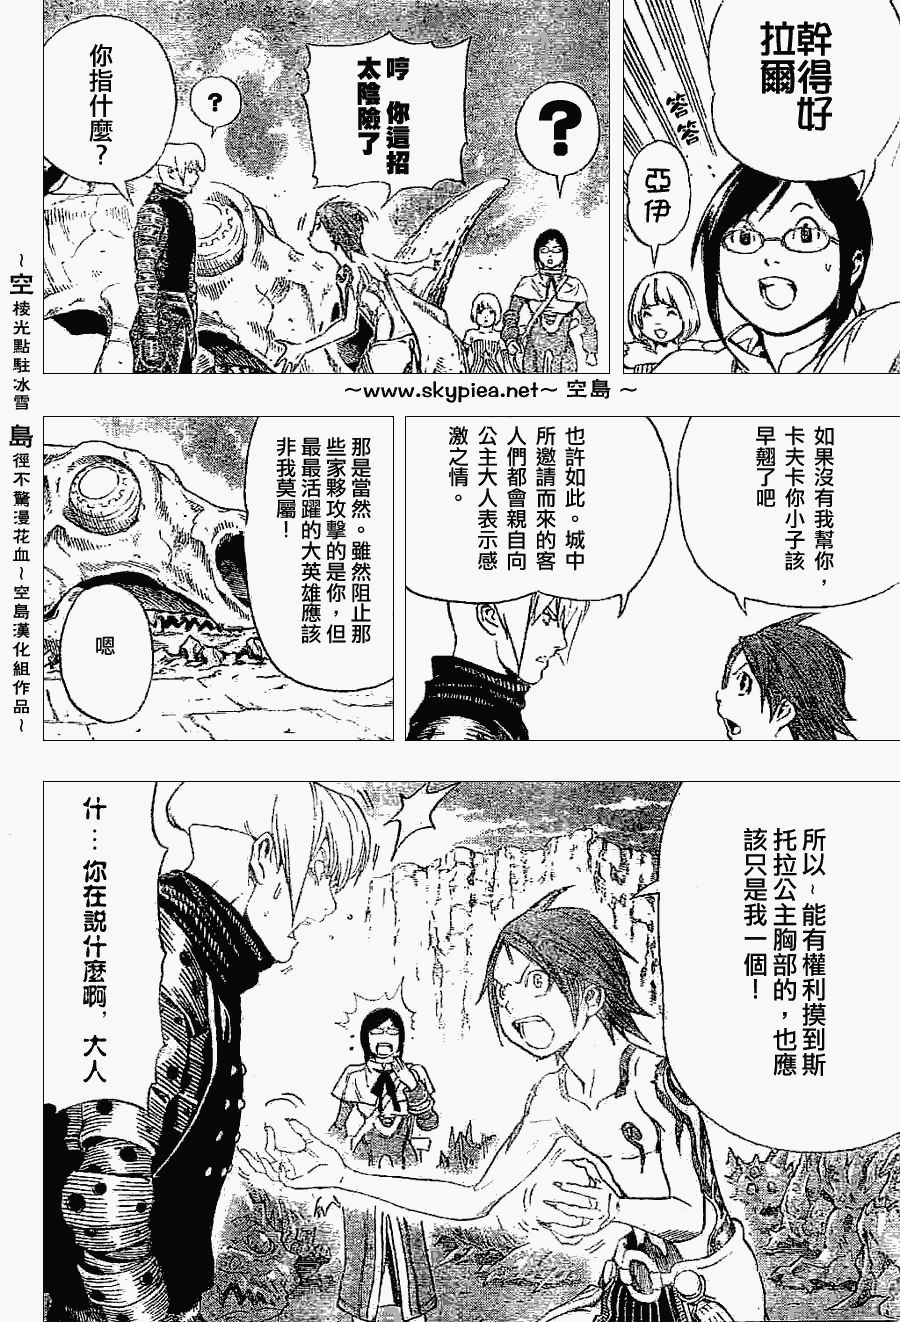 幹得好
拉爾
答答
亞
伊
？
哼 你這招
太陰險了
？
你指什麼？
～www.skypiea.net～ 空島 ～
～空棱光點駐冰雪 島徑不驚漫花血～空島漢化組作品～
如果沒有我幫你，
卡夫卡你小子該
早翹了吧
也許如此。城中
所邀請而來的客
人們都會親自向
公主大人表示感
激之情。
那是當然。雖然阻止那
些家夥攻擊的是你，但
最最活躍的大英雄應該
非我莫屬！
嗯
所以～能有權利摸到斯
托拉公主胸部的，也應
該只是我一個！
什…你在説什麼啊，大人